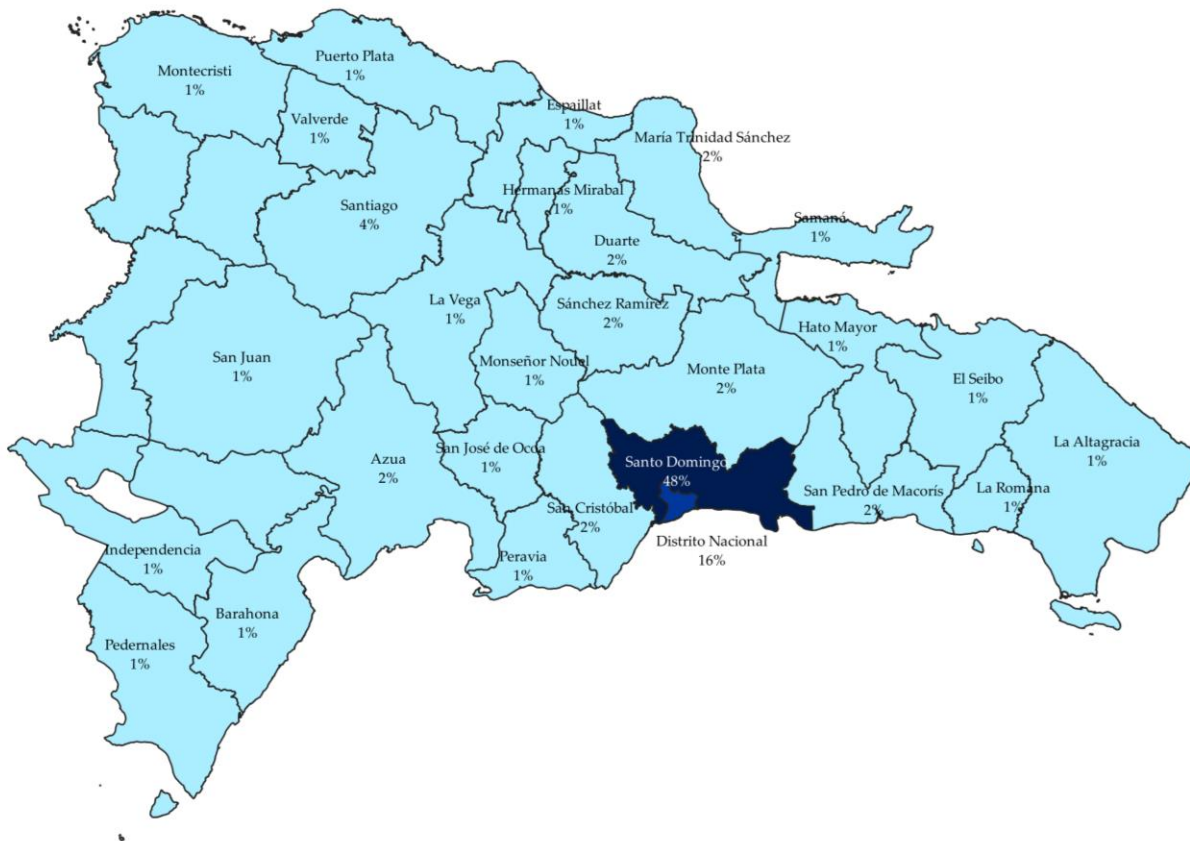 Puerto Plata
1%
Montecristi
1%
Espaillat
1%
Valverde
1%
María Trinidad Sánchez
2%
Hermanas Mirabal
1%
Santiago
4%
Samaná
1%
Duarte
2%
La Vega
1%
Sánchez Ramírez
2%
Hato Mayor
1%
San Juan
1%
Monseñor Nouel
1%
Monte Plata
2%
El Seibo
1%
La Altagracia
1%
San José de Ocoa
1%
Azua
2%
Santo Domingo
48%
San Pedro de Macorís
2%
La Romana
1%
San Cristóbal
2%
Distrito Nacional
16%
Independencia
1%
Peravia
1%
Barahona
1%
Pedernales
1%